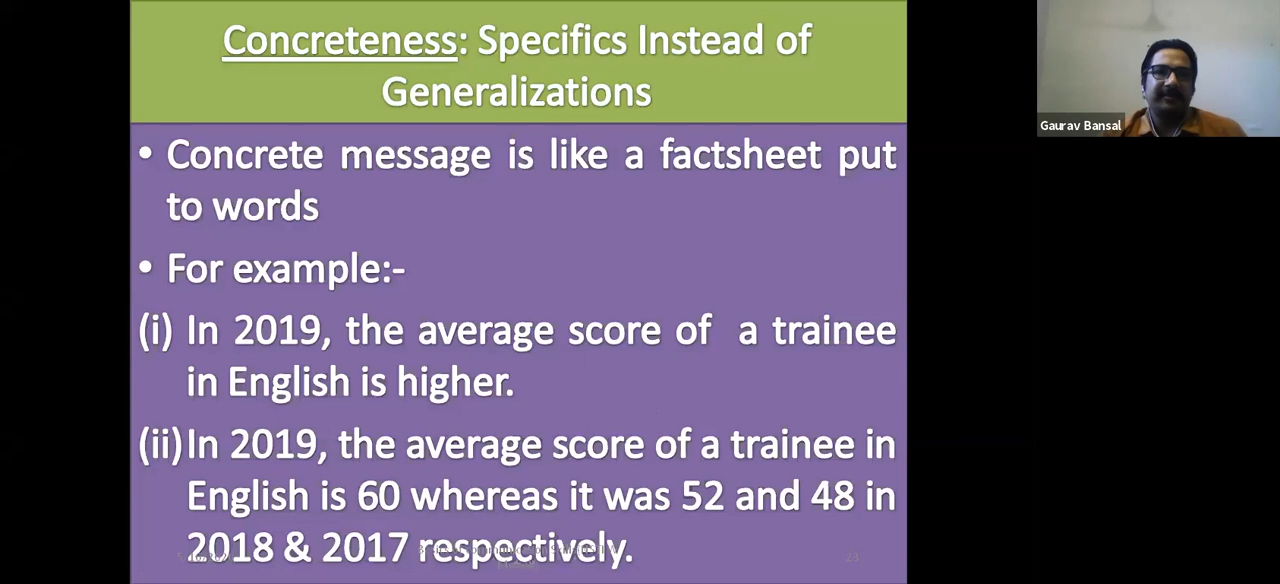 Concreteness: Specifics Instead of
Generalizations
• Concrete message is like a factsheet put
to words
• For example:-
(i) In 2019, the average score of a trainee
in English is higher.
(ii) In 2019, the average score of a trainee in
English is 60 whereas it was 52 and 48 in
2018 & 2017 respectively.
23
Gaurav Bansal